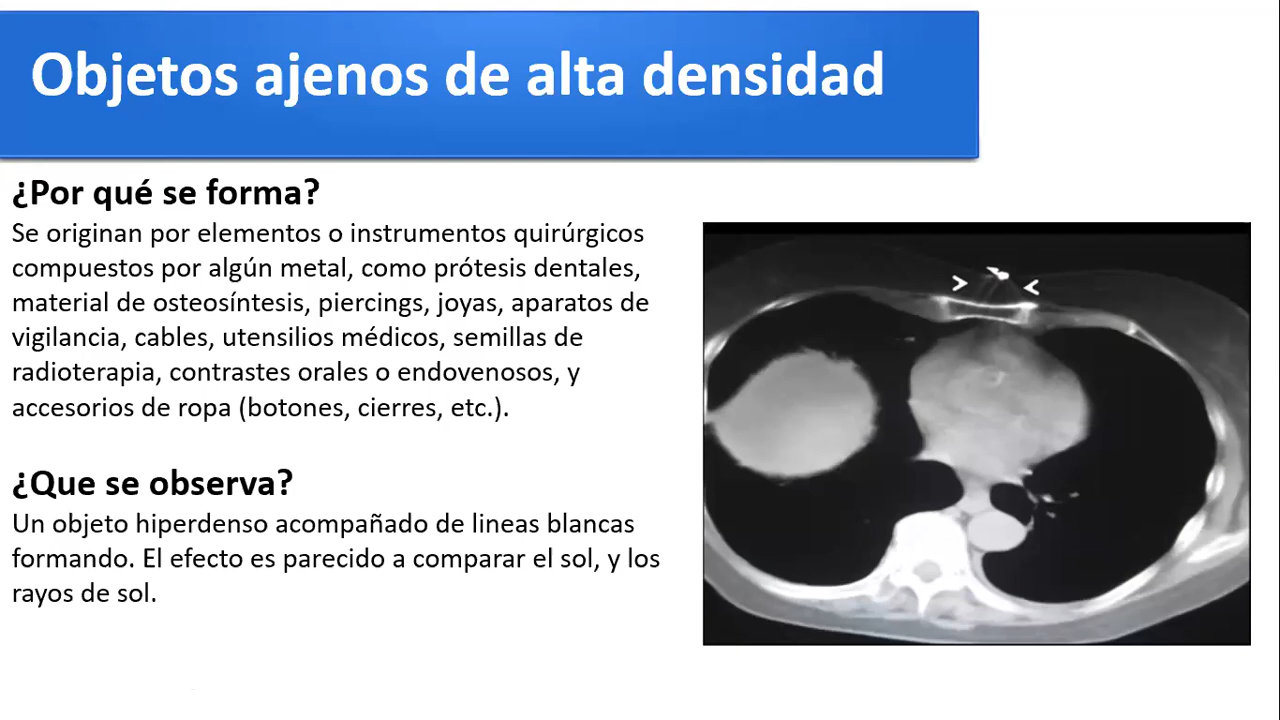 Objetos ajenos de alta densidad
¿Por qué se forma?
Se originan por elementos o instrumentos quirúrgicos
compuestos por algún metal, como prótesis dentales,
material de osteosíntesis, piercings, joyas, aparatos de
vigilancia, cables, utensilios médicos, semillas de
radioterapia, contrastes orales o endovenosos, y
accesorios de ropa (botones, cierres, etc.).
¿Que se observa?
Un objeto hiperdenso acompañado de lineas blancas
formando. El efecto es parecido a comparar el sol, y los
rayos de sol.